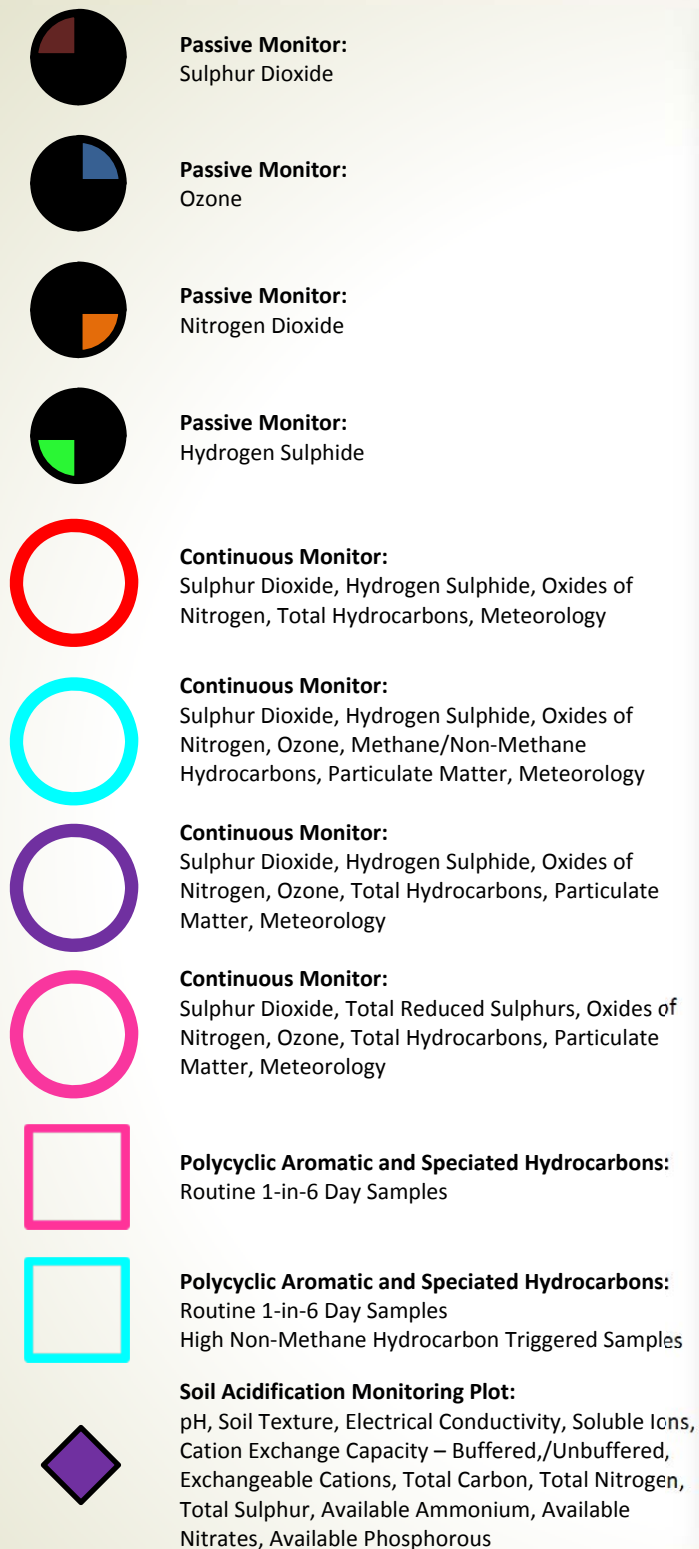 Passive Monitor:
Sulphur Dioxide
Passive Monitor:
Ozone
Passive Monitor:
Nitrogen Dioxide
Passive Monitor:
Hydrogen Sulphide
Continuous Monitor:
Sulphur Dioxide, Hydrogen Sulphide, Oxides of
Nitrogen, Total Hydrocarbons, Meteorology
Continuous Monitor:
Sulphur Dioxide, Hydrogen Sulphide, Oxides of
Nitrogen, Ozone, Methane/Non-Methane
Hydrocarbons, Particulate Matter, Meteorology
Continuous Monitor:
Sulphur Dioxide, Hydrogen Sulphide, Oxides of
Nitrogen, Ozone, Total Hydrocarbons, Particulate
Matter, Meteorology
Continuous Monitor:
Sulphur Dioxide, Total Reduced Sulphurs, Oxides of
Nitrogen, Ozone, Total Hydrocarbons, Particulate
Matter, Meteorology
Polycyclic Aromatic and Speciated Hydrocarbons:
Routine 1-in-6 Day Samples
Polycyclic Aromatic and Speciated Hydrocarbons:
Routine 1-in-6 Day Samples
High Non-Methane Hydrocarbon Triggered Samples
Soil Acidification Monitoring Plot:
pH, Soil Texture, Electrical Conductivity, Soluble Ions,
Cation Exchange Capacity – Buffered,/Unbuffered,
Exchangeable Cations, Total Carbon, Total Nitrogen,
Total Sulphur, Available Ammonium, Available
Nitrates, Available Phosphorous